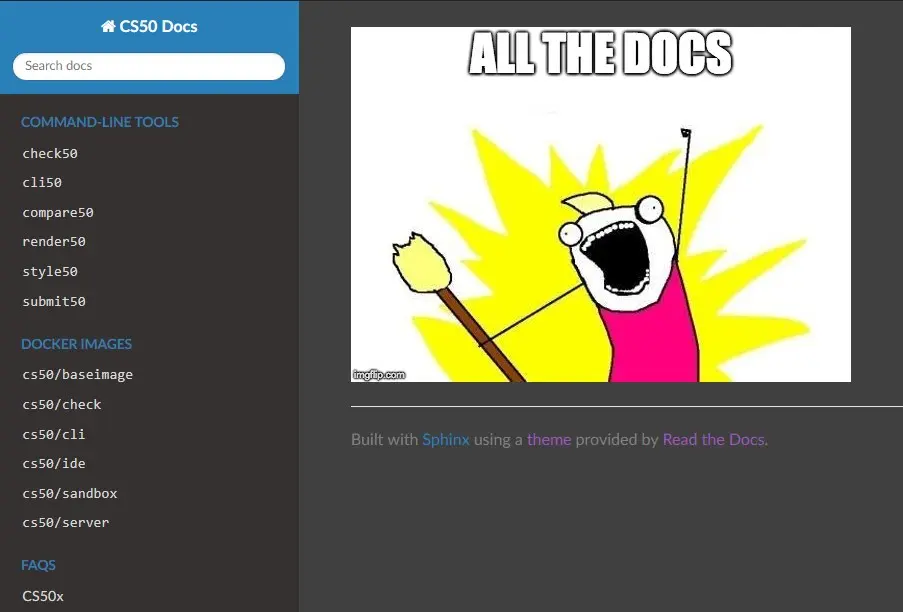 CS50 Docs
Search docs
COMMAND-LINE TOOLS
check50
cli50
compare50
render50
style50
submit50
DOCKER IMAGES
cs50/baseimage
cs50/check
cs50/cli
cs50/ide
cs50/sandbox
cs50/server
FAQS
CS50x
ALL THE DOCS
imgflip.com
Built with Sphinx using a theme provided by Read the Docs.